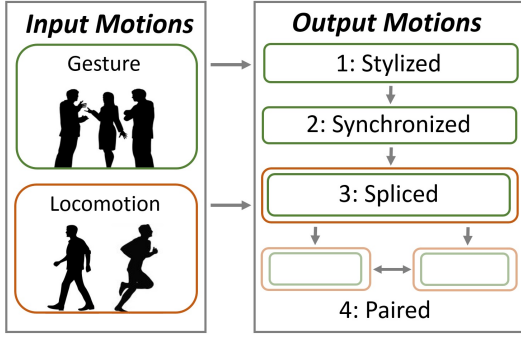 Input Motions
Gesture
Locomotion
Output Motions
1: Stylized
2: Synchronized
3: Spliced
4: Paired